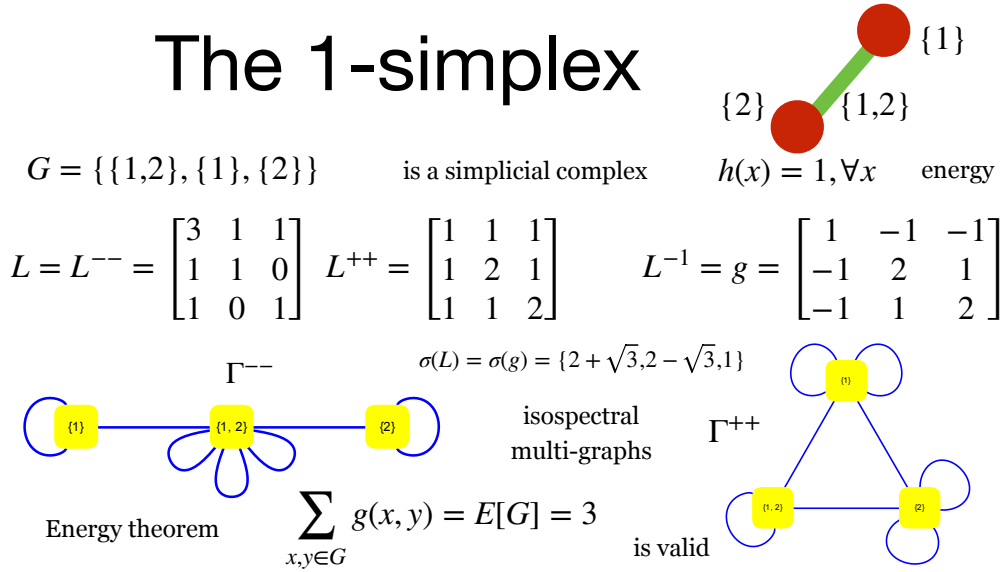 The 1-simplex
{1}
{2}
{1,2}
G = {{1,2}, {1}, {2}} is a simplicial complex h(x) = 1, ∀x energy
L = L⁻⁻ = [3 1 1; 1 1 0; 1 0 1] L⁺⁺ = [1 1 1; 1 2 1; 1 1 2] L⁻¹ = g = [1 −1 −1; −1 2 1; −1 1 2]
σ(L) = σ(g) = {2 + √3,2 − √3,1}
Γ⁻⁻
{1} {1, 2} {2}
isospectral
multi-graphs
Γ⁺⁺
{1}
{1, 2} {2}
Energy theorem ∑_{x,y∈G} g(x, y) = E[G] = 3
is valid